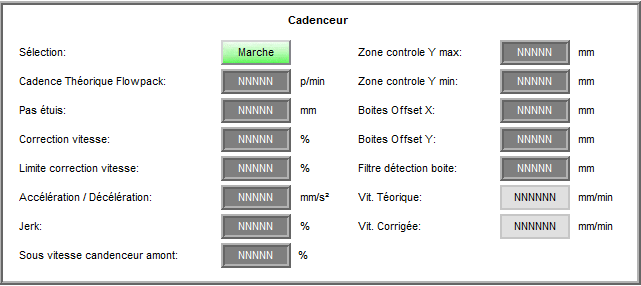 Cadenceur
Sélection: Marche Zone controle Y max: NNNNN mm
Cadence Théorique Flowpack: NNNNN p/min Zone controle Y min: NNNNN mm
Pas étuis: NNNNN mm Boites Offset X: NNNNN mm
Correction vitesse: NNNNN % Boites Offset Y: NNNNN mm
Limite correction vitesse: NNNNN % Filtre détection boite: NNNNN mm
Accélération / Décélération: NNNNN mm/s² Vit. Téorique: NNNNNN mm/min
Jerk: NNNNN % Vit. Corrigée: NNNNNN mm/min
Sous vitesse candenceur amont: NNNNN %